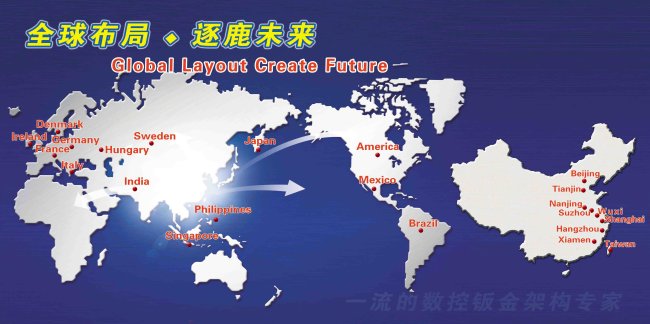 全球布局 ◆ 逐鹿未来
Global Layout Create Future
Denmark
Ireland
Germany
France
Italy
Hungary
Sweden
India
Japan
Philippines
Singapore
America
Mexico
Brazil
Beijing
Tianjin
Nanjing
Wuxi
Suzhou
Shanghai
Hangzhou
Xiamen
Taiwan
一流的数控钣金架构专家